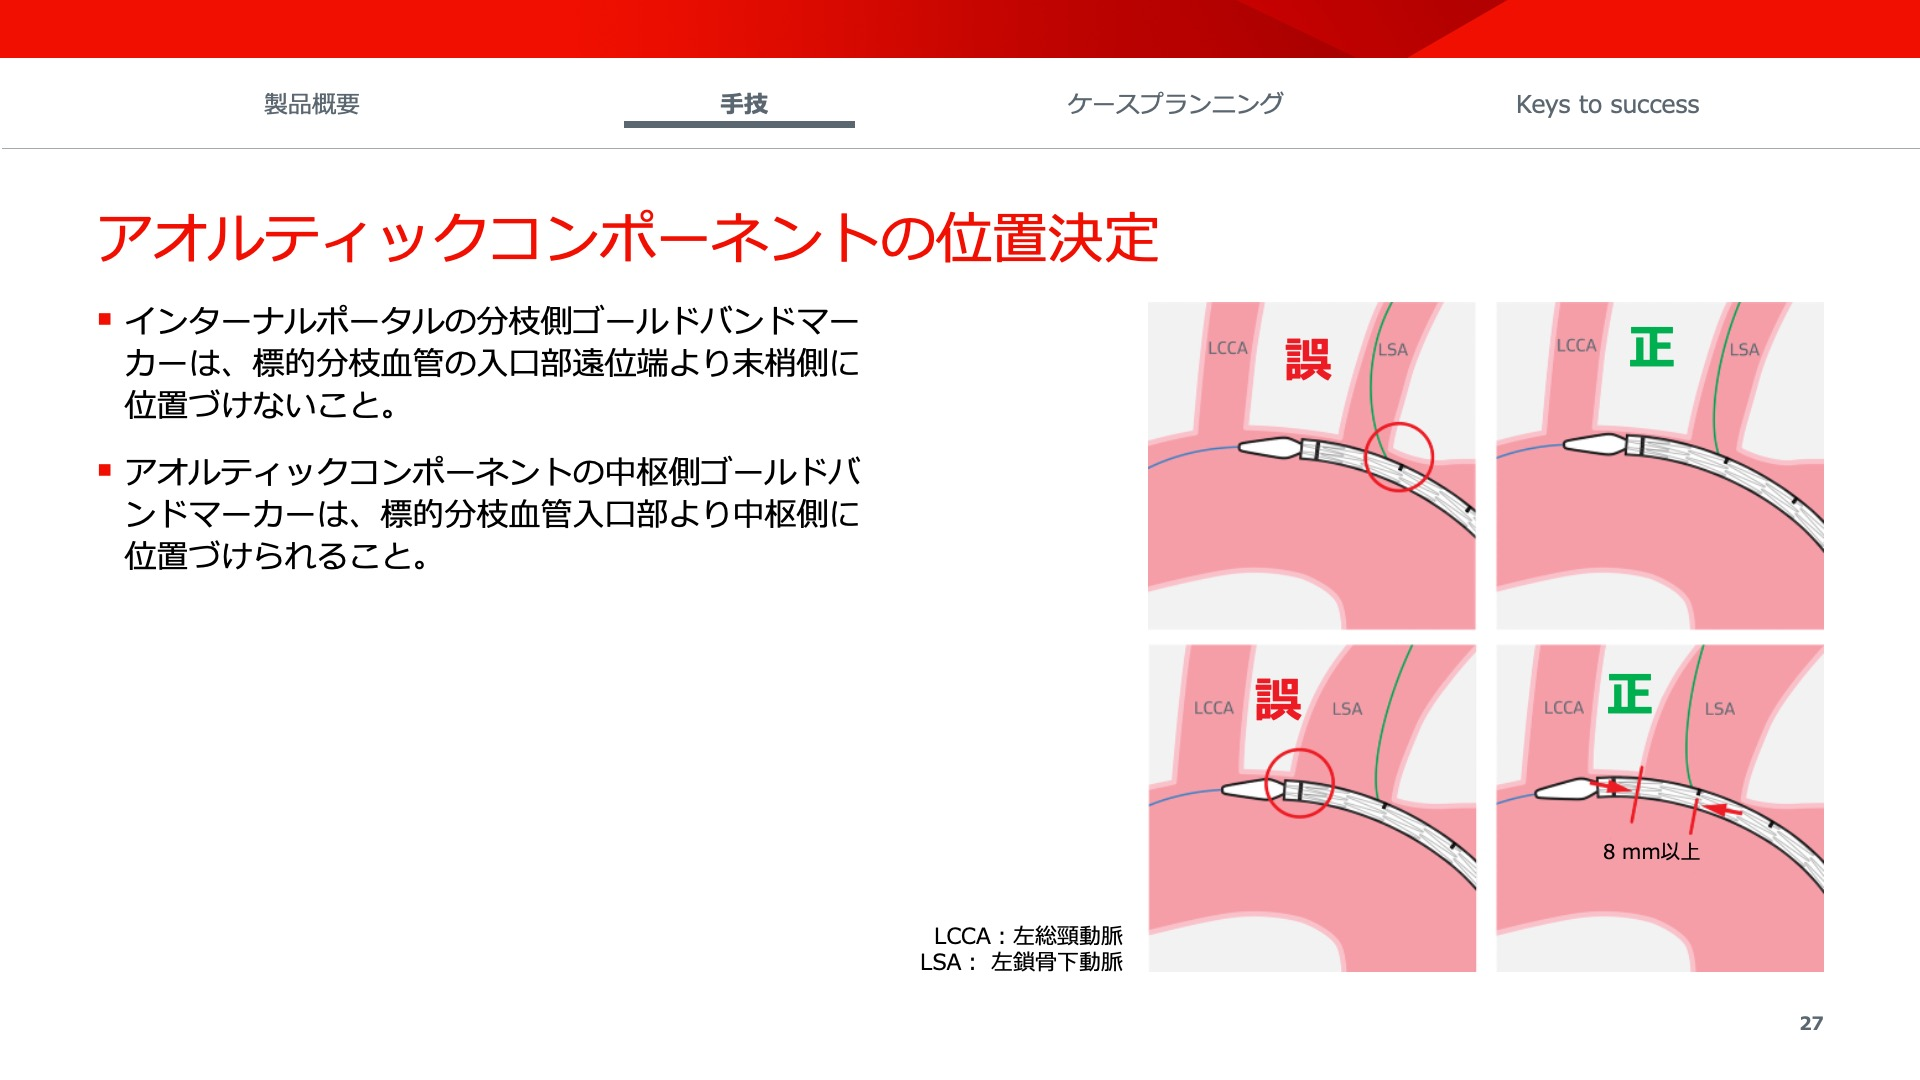 製品概要
手技
ケースプランニング
Keys to success
アオルティックコンポーネントの位置決定
インターナルポータルの分枝側ゴールドバンドマー
カーは、標的分枝血管の入口部遠位端より末梢側に
位置づけないこと。
アオルティックコンポーネントの中枢側ゴールドバ
ンドマーカーは、標的分枝血管入口部より中枢側に
位置づけられること。
LCCA
誤
LSA
LCCA
正
LSA
LCCA
誤
LSA
LCCA
正
LSA
8 mm以上
LCCA：左総頸動脈
LSA： 左鎖骨下動脈
27